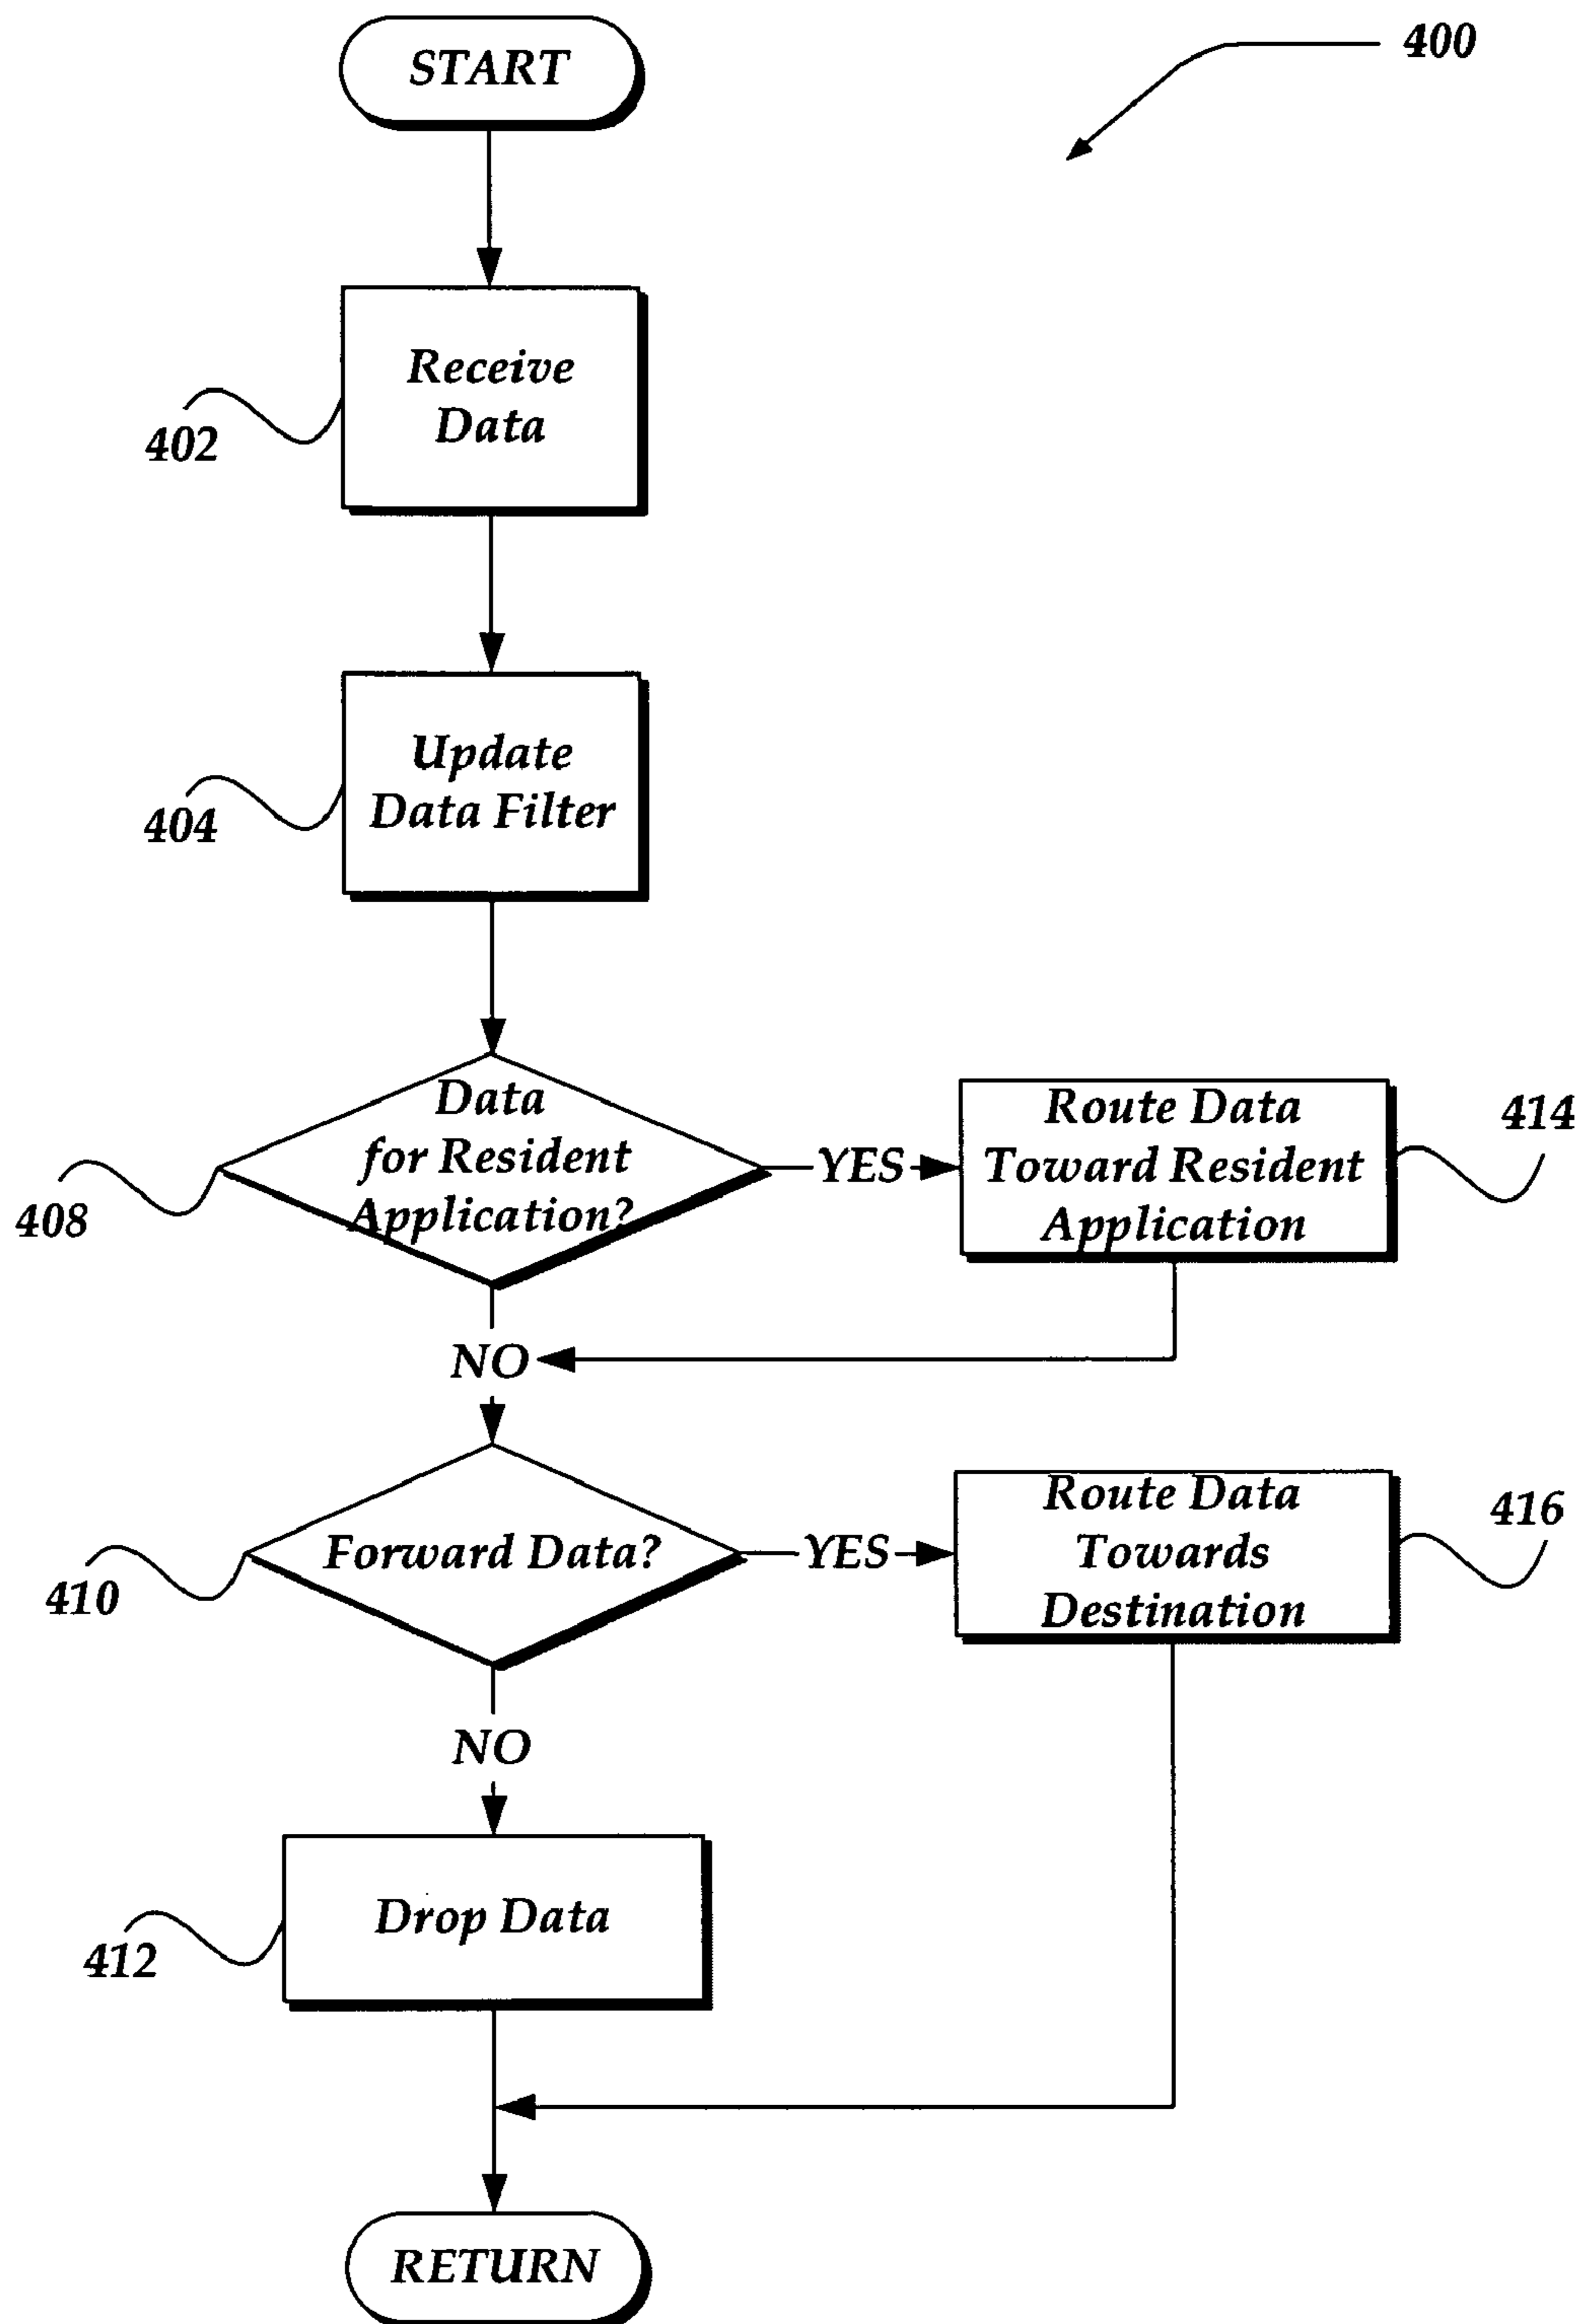 START
400
Receive
Data
402
Update
Data Filter
404
Data
for Resident
Application?
408
YES
Route Data
Toward Resident
Application
414
NO
Forward Data?
410
YES
Route Data
Towards
Destination
416
NO
Drop Data
412
RETURN